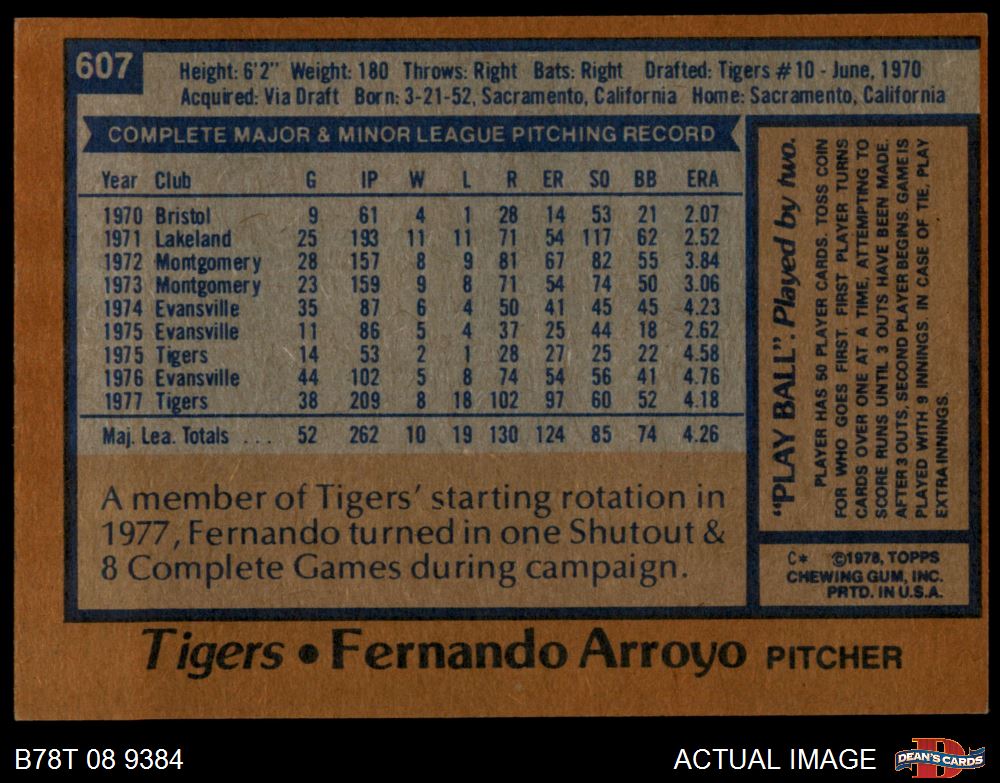 607
Height: 6'2" Weight: 180 Throws: Right Bats: Right Drafted: Tigers #10 - June, 1970
Acquired: Via Draft Born: 3-21-52, Sacramento, California Home: Sacramento, California
COMPLETE MAJOR & MINOR LEAGUE PITCHING RECORD
Year Club G IP W L R ER SO BB ERA
1970 Bristol 9 61 4 1 28 14 53 21 2.07
1971 Lakeland 25 193 11 11 71 54 117 62 2.52
1972 Montgomery 28 157 8 9 81 67 82 55 3.84
1973 Montgomery 23 159 9 8 71 54 74 50 3.06
1974 Evansville 35 87 6 4 50 41 45 45 4.23
1975 Evansville 11 86 5 4 37 25 44 18 2.62
1975 Tigers 14 53 2 1 28 27 25 22 4.58
1976 Evansville 44 102 5 8 74 54 56 41 4.76
1977 Tigers 38 209 8 18 102 97 60 52 4.18
Maj. Lea. Totals ... 52 262 10 19 130 124 85 74 4.26
A member of Tigers' starting rotation in
1977, Fernando turned in one Shutout &
8 Complete Games during campaign.
"PLAY BALL". Played by two.
PLAYER HAS 50 PLAYER CARDS. TOSS COIN
FOR WHO GOES FIRST. FIRST PLAYER TURNS
CARDS OVER ONE AT A TIME, ATTEMPTING TO
SCORE RUNS UNTIL 3 OUTS HAVE BEEN MADE.
AFTER 3 OUTS, SECOND PLAYER BEGINS. GAME IS
PLAYED WITH 9 INNINGS. IN CASE OF TIE, PLAY
EXTRA INNINGS.
C* ©1978, TOPPS
CHEWING GUM, INC.
PRTD. IN U.S.A.
Tigers • Fernando Arroyo PITCHER
B78T 08 9384
ACTUAL IMAGE
D
DEAN'S CARDS